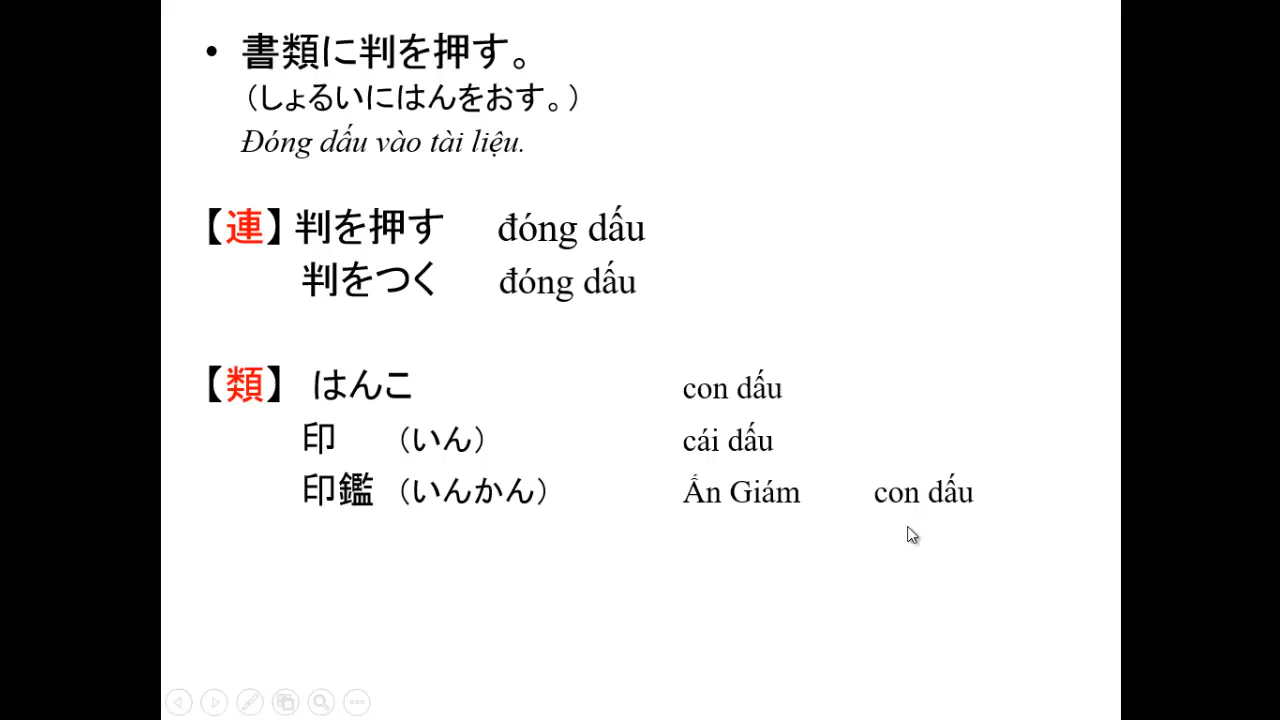 • 書類に判を押す。
（しょるいにはんをおす。）
Đóng dấu vào tài liệu.
【連】判を押す đóng dấu
判をつく đóng dấu
【類】 はんこ con dấu
印 （いん） cái dấu
印鑑 （いんかん） Ấn Giám con dấu